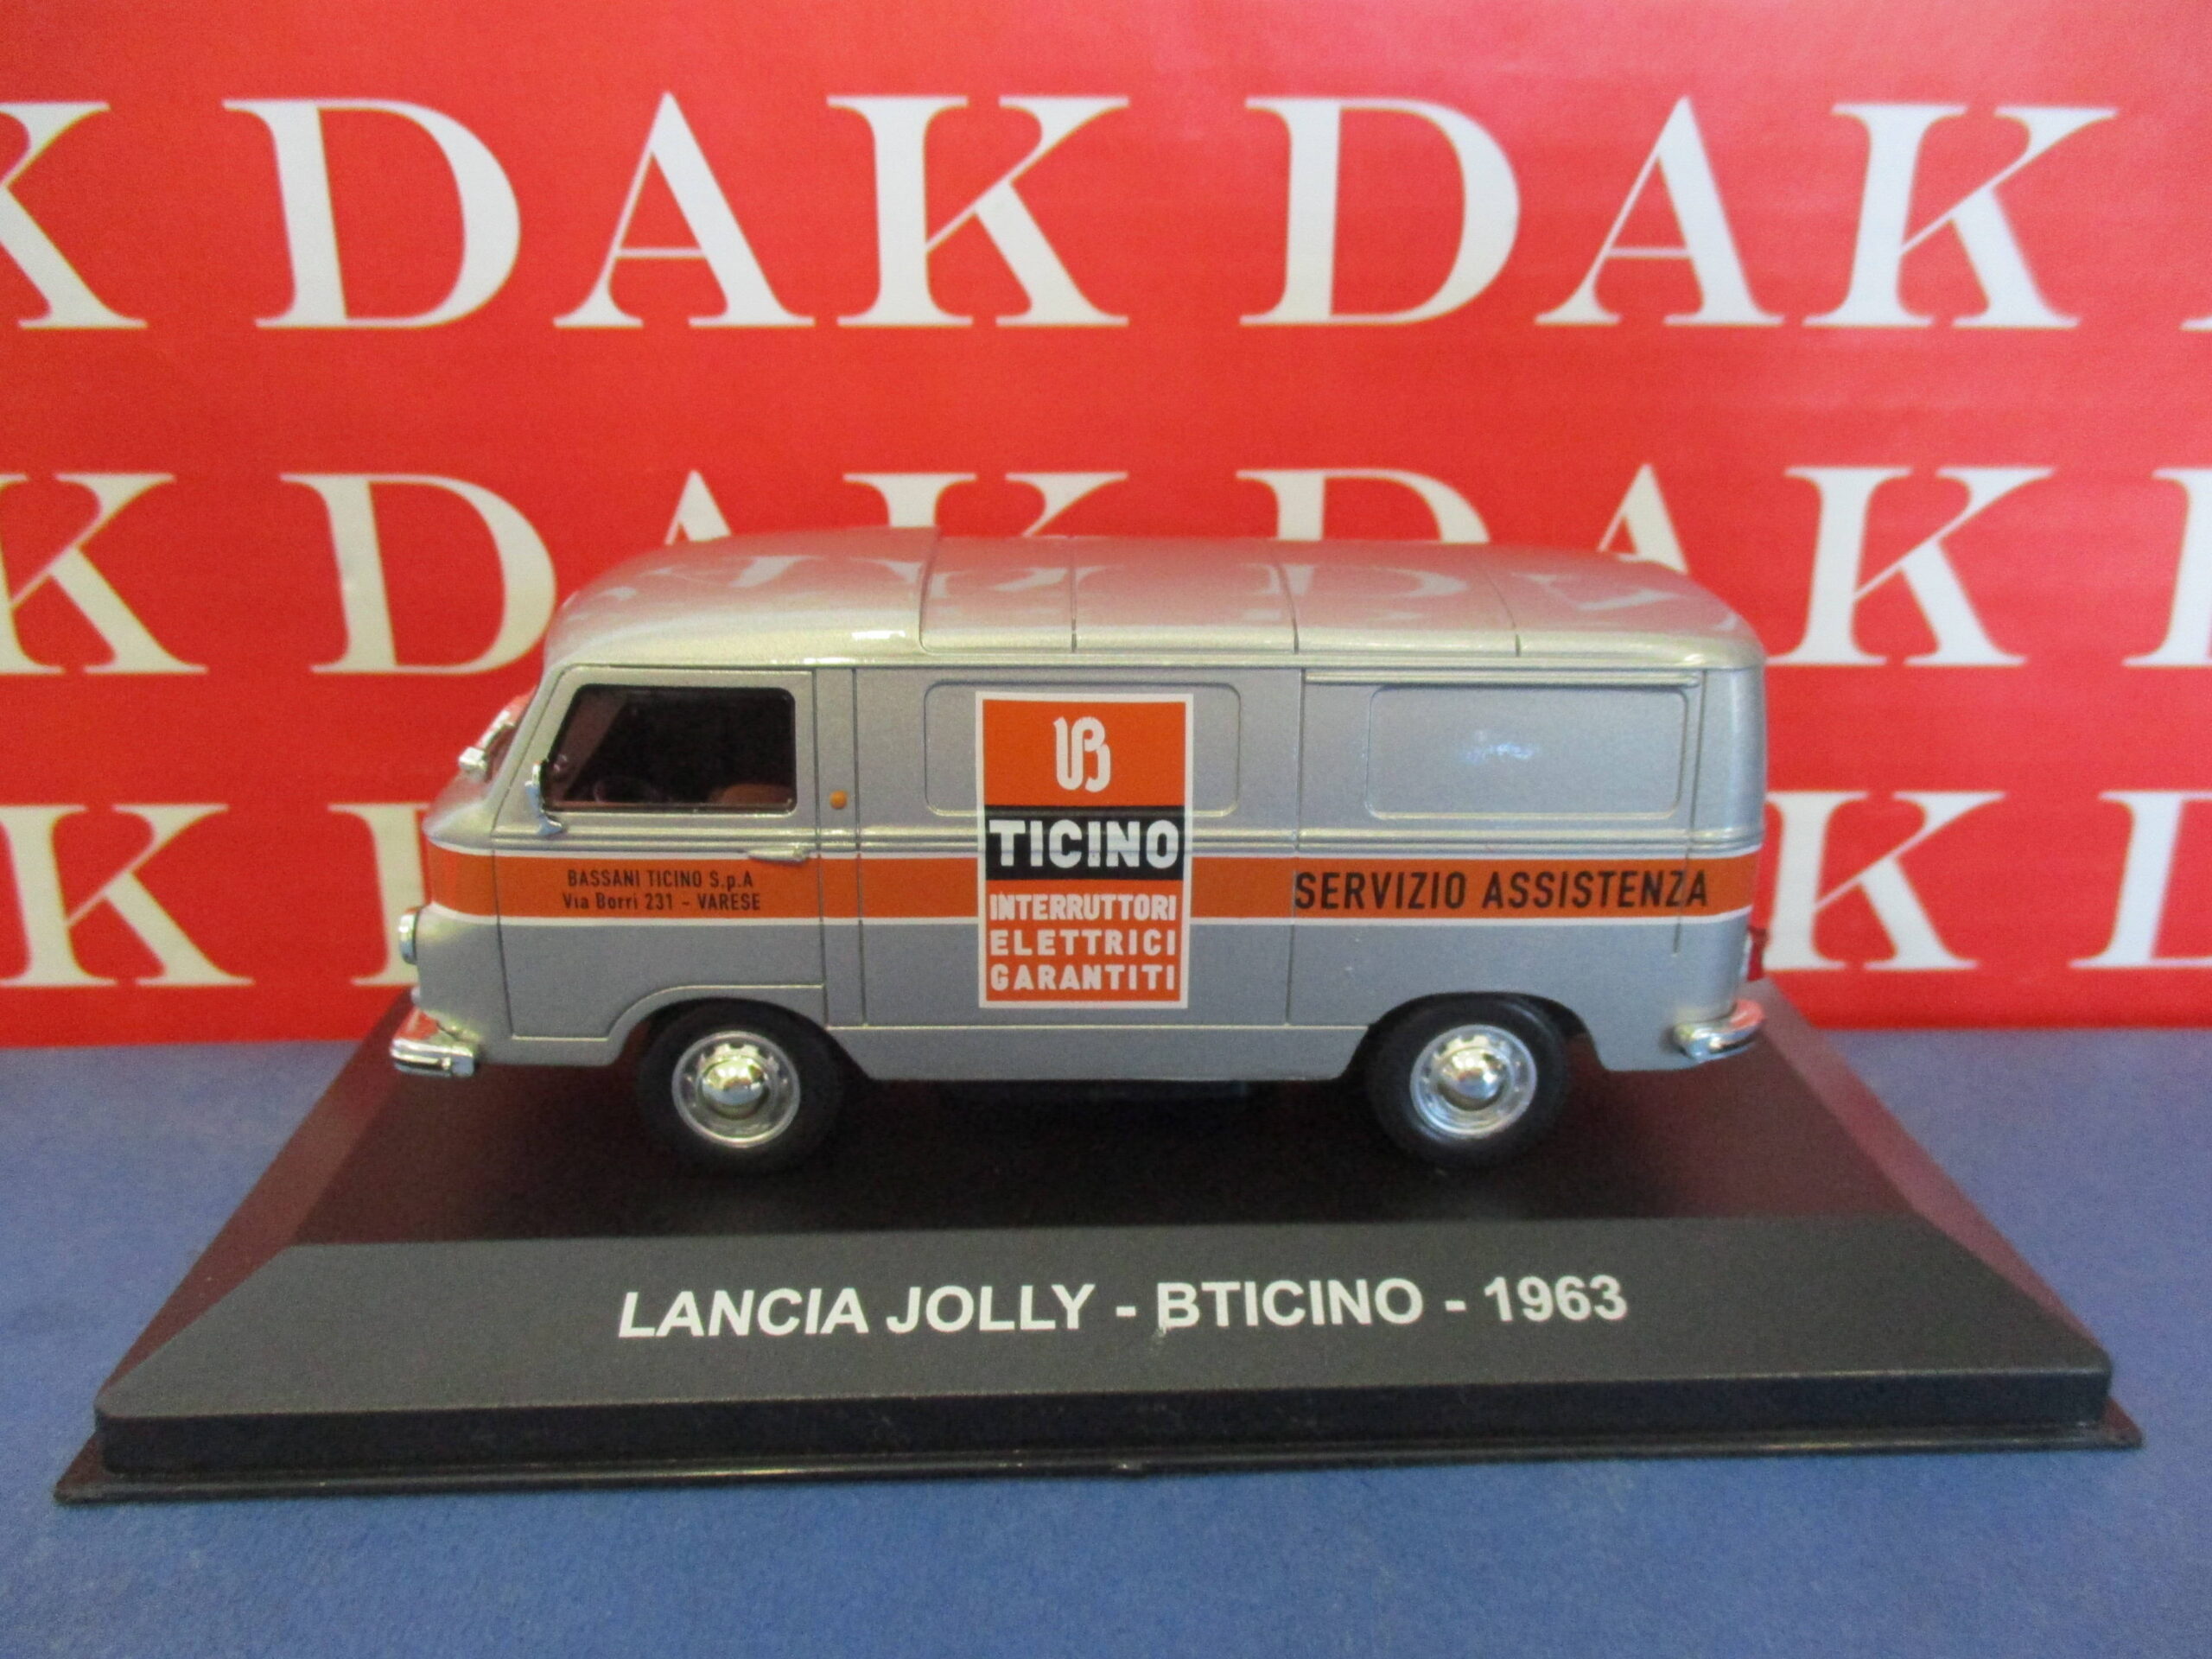 K DAK DAK
K DAK DAK
K DAK
B
TICINO
INTERRUTTORI
ELETTRICI
GARANTITI
BASSANI TICINO S.p.A
Via Borri 231 - VARESE
SERVIZIO ASSISTENZA
LANCIA JOLLY - BTICINO - 1963